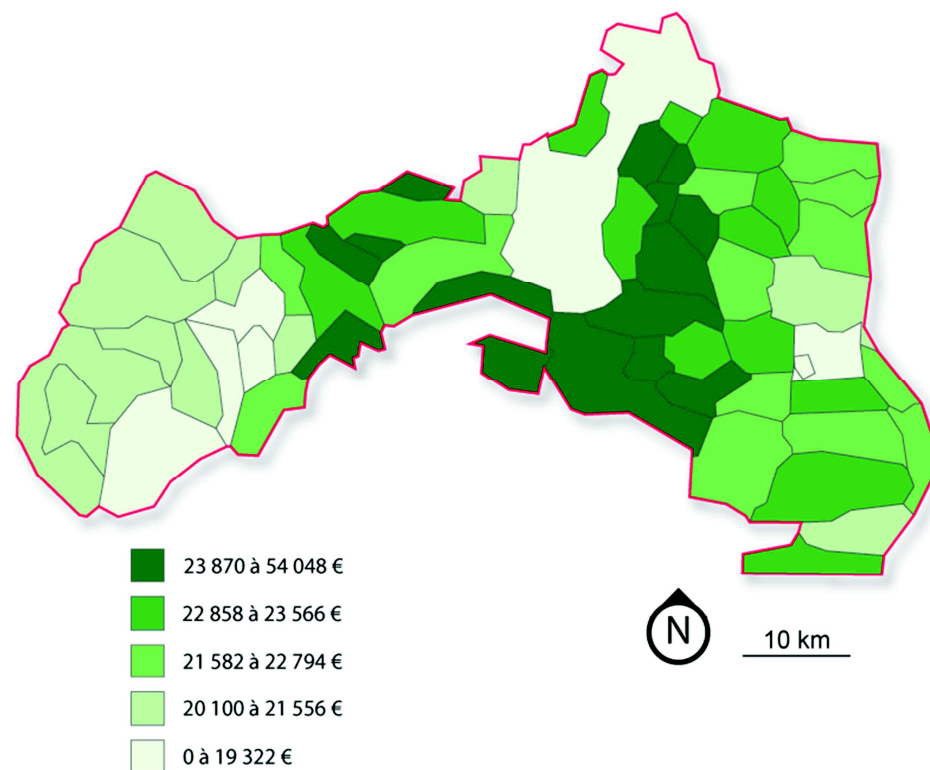 23 870 à 54 048 €
22 858 à 23 566 €
21 582 à 22 794 €
20 100 à 21 556 €
0 à 19 322 €
N
10 km